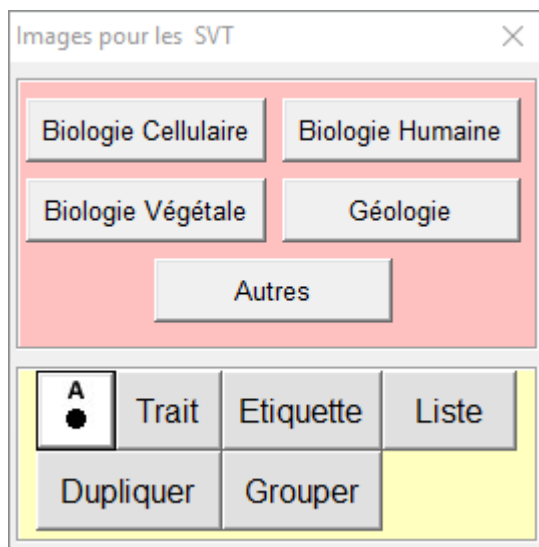 Images pour les SVT
Biologie Cellulaire Biologie Humaine
Biologie Végétale Géologie
Autres
A
Trait Etiquette Liste
Dupliquer Grouper